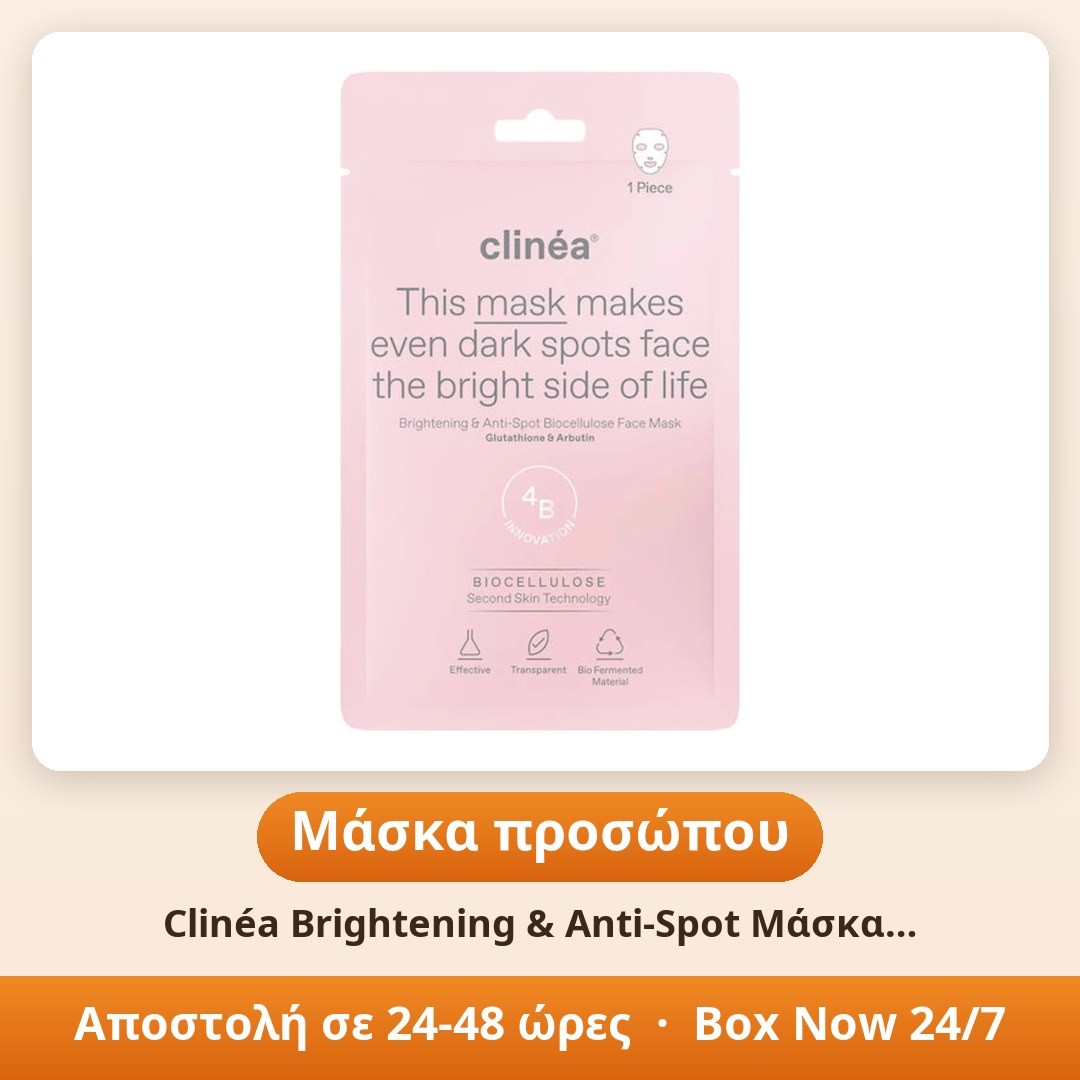 1 Piece
clinéa®
This mask makes
even dark spots face
the bright side of life
Brightening & Anti-Spot Biocellulose Face Mask
Glutathione & Arbutin
4B
INNOVATION
BIOCELLULOSE
Second Skin Technology
Effective Transparent Bio Fermented
Material
Μάσκα προσώπου
Clinéa Brightening & Anti-Spot Μάσκα...
Αποστολή σε 24-48 ώρες · Box Now 24/7